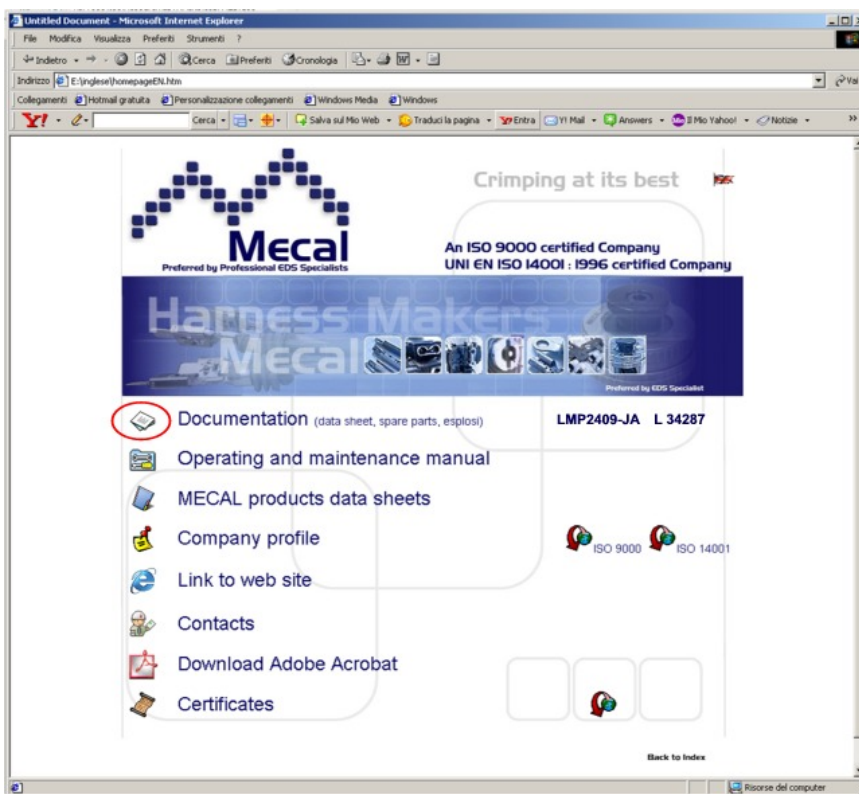 Untitled Document - Microsoft Internet Explorer
File Modifica Visualizza Preferiti Strumenti ?
Indietro Cerca Preferiti Cronologia
Indirizzo E:\inglese\homepageEN.htm Vai
Collegamenti Hotmail gratuita Personalizzazione collegamenti Windows Media Windows
Y! Cerca Salva sul Mio Web Traduci la pagina Entra Y! Mail Answers Il Mio Yahoo! Notizie »
Crimping at its best
Mecal
Preferred by Professional EDS Specialists
An ISO 9000 certified Company
UNI EN ISO 14001 : 1996 certified Company
Harness Makers
Mecal
Preferred by EDS Specialist
Documentation (data sheet, spare parts, esplosi) LMP2409-JA L 34287
Operating and maintenance manual
MECAL products data sheets
Company profile ISO 9000 ISO 14001
Link to web site
Contacts
Download Adobe Acrobat
Certificates
Back to Index
Risorse del computer